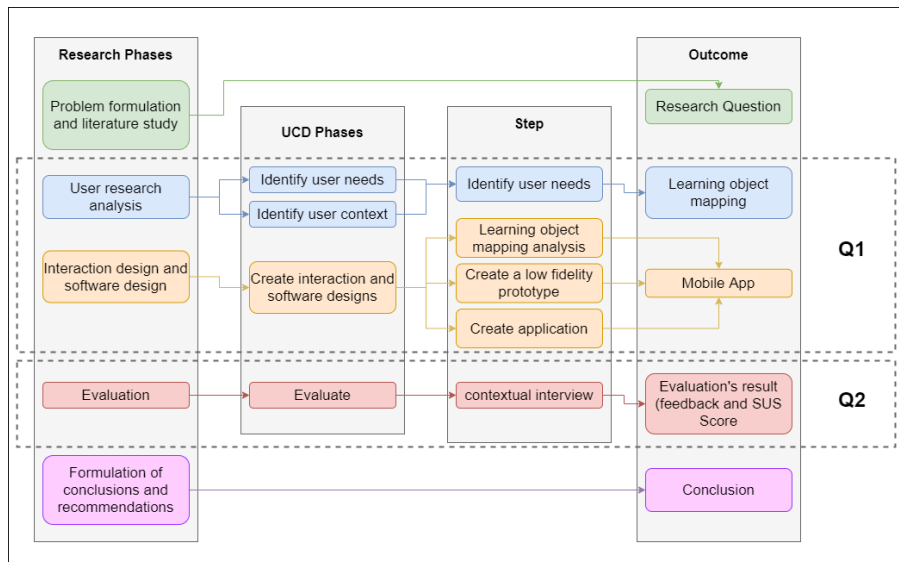 Research Phases
Outcome
Problem formulation
and literature study
Research Question
UCD Phases
Step
User research
analysis
Identify user needs
Identify user context
Identify user needs
Learning object
mapping
Q1
Interaction design and
software design
Create interaction and
software designs
Learning object
mapping analysis
Create a low fidelity
prototype
Create application
Mobile App
Evaluation
Evaluate
contextual interview
Evaluation's result
(feedback and SUS
Score
Q2
Formulation of
conclusions and
recommendations
Conclusion